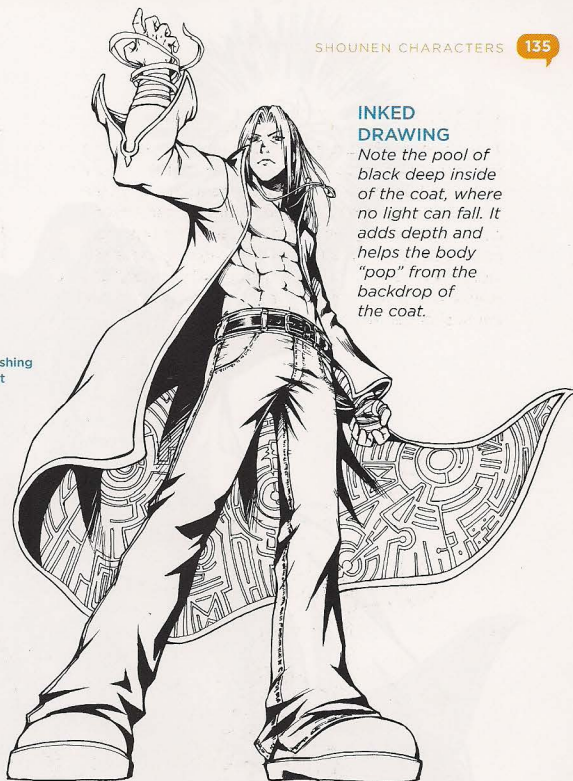 SHOUNEN CHARACTERS 135
INKED
DRAWING
Note the pool of
black deep inside
of the coat, where
no light can fall. It
adds depth and
helps the body
“pop” from the
backdrop of
the coat.
shing
t